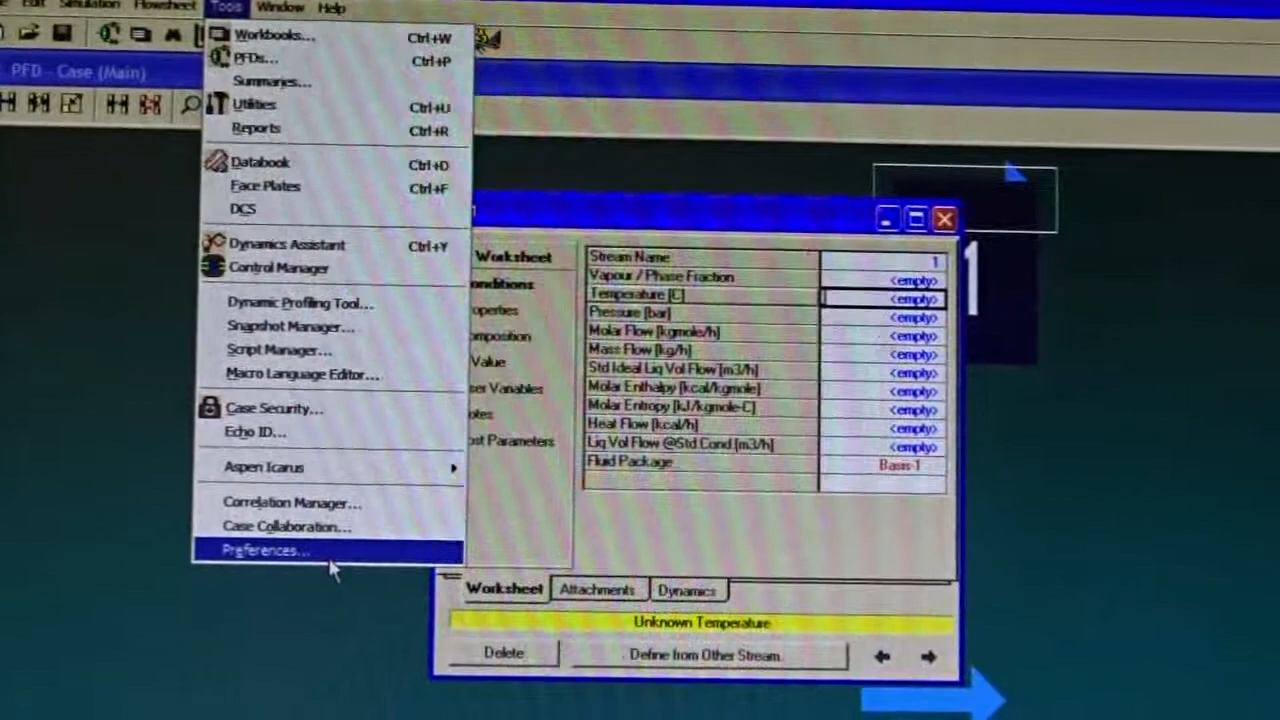 Edit Simulation Flowsheet Tools Window Help
PFD - Case (Main)
Workbooks... Ctrl+W
PFDs... Ctrl+P
Summaries...
Utilities Ctrl+U
Reports Ctrl+R
Databook Ctrl+D
Face Plates Ctrl+F
DCS
Dynamics Assistant Ctrl+Y
Control Manager
Dynamic Profiling Tool...
Snapshot Manager...
Script Manager...
Macro Language Editor...
Case Security...
Echo ID...
Aspen Icarus
Correlation Manager...
Case Collaboration...
Preferences...
1
Worksheet
onditions
operties
omposition
Value
ser Variables
otes
ost Parameters
Stream Name 1
Vapour / Phase Fraction <empty>
Temperature [C] <empty>
Pressure [bar] <empty>
Molar Flow [kgmole/h] <empty>
Mass Flow [kg/h] <empty>
Std Ideal Liq Vol Flow [m3/h] <empty>
Molar Enthalpy [kcal/kgmole] <empty>
Molar Entropy [kJ/kgmole-C] <empty>
Heat Flow [kcal/h] <empty>
Liq Vol Flow @Std Cond [m3/h] <empty>
Fluid Package Basis-1
Worksheet Attachments Dynamics
Unknown Temperature
Delete Define from Other Stream